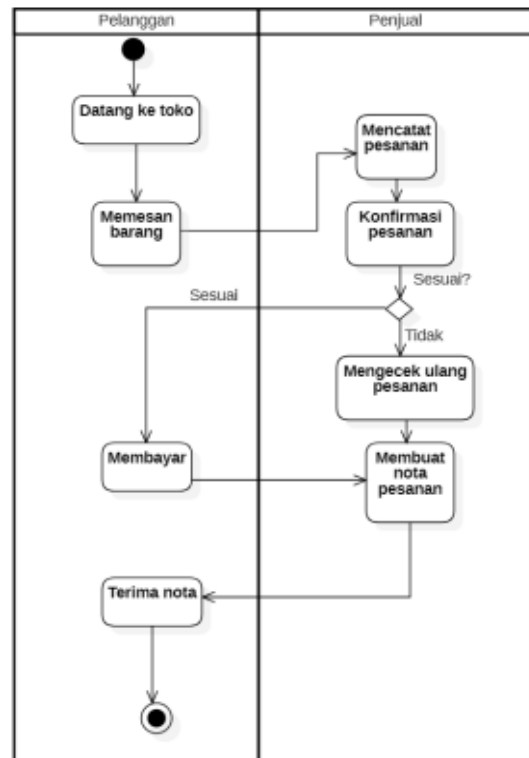 Pelanggan
Penjual
Datang ke toko
Mencatat
pesanan
Memesan
barang
Konfirmasi
pesanan
Sesuai?
Sesuai
Tidak
Mengecek ulang
pesanan
Membayar
Membuat
nota
pesanan
Terima nota